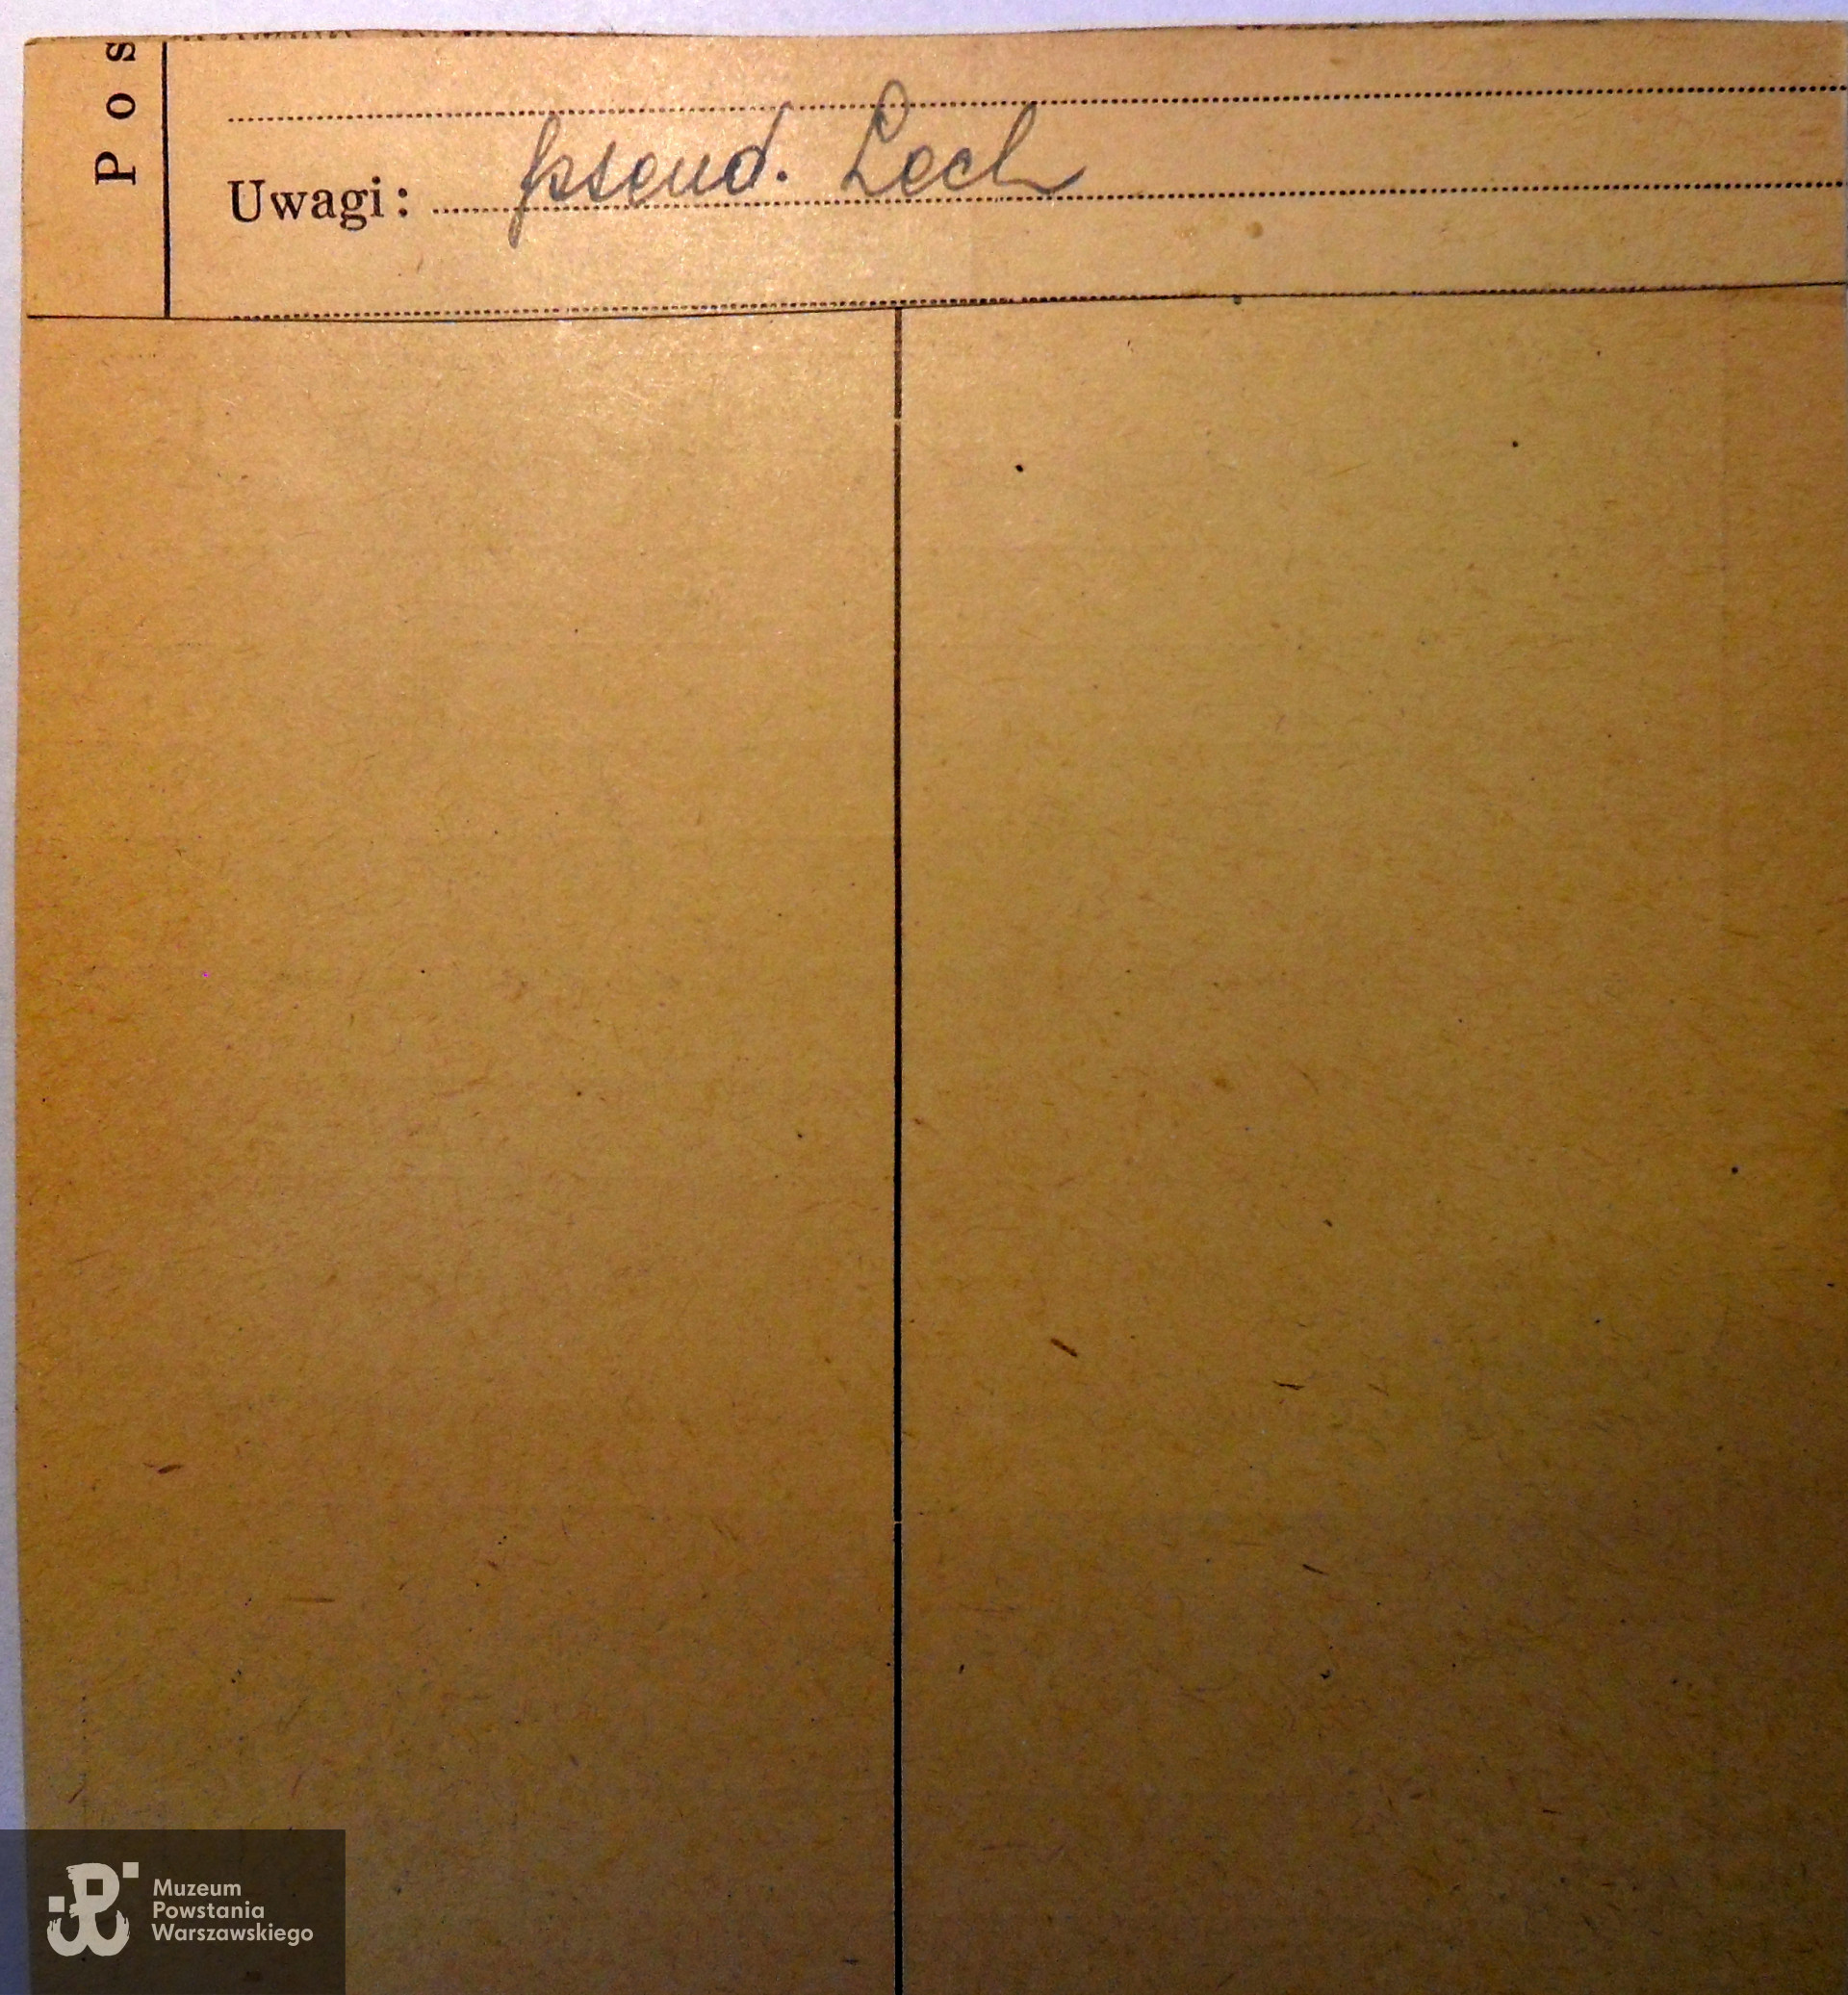 Pos
Uwagi: pseud. Lech
Muzeum
Powstania
Warszawskiego